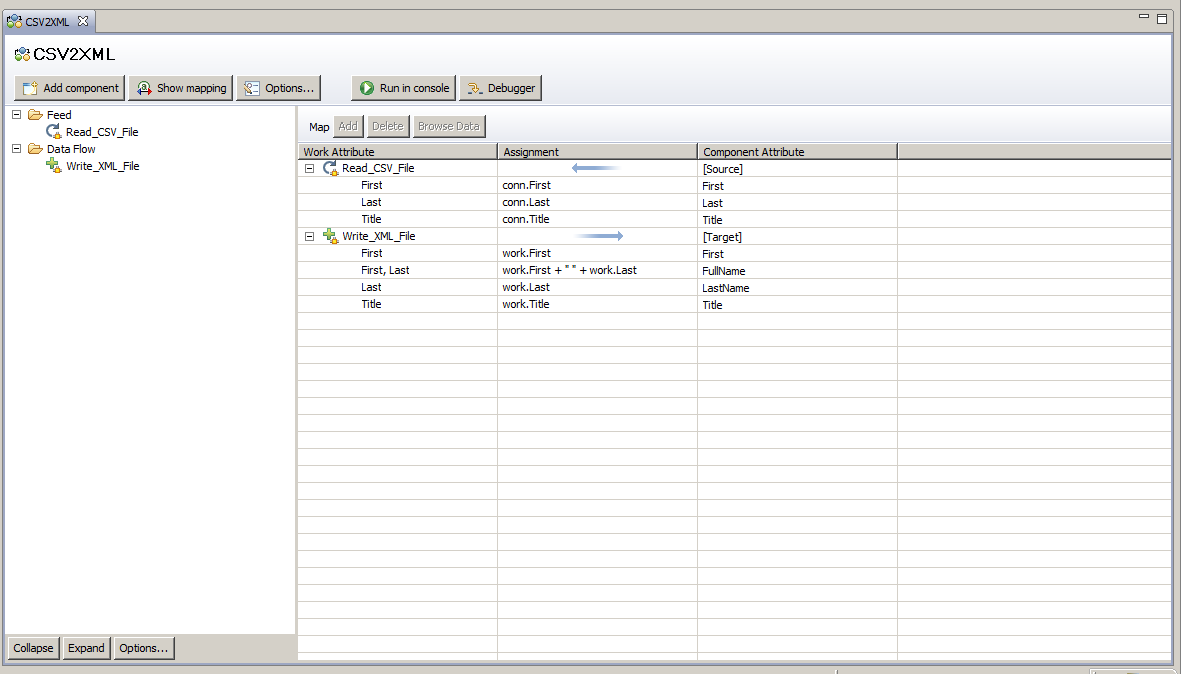 CSV2XML
CSV2XML
Add component Show mapping Options... Run in console Debugger
Feed
Read_CSV_File
Data Flow
Write_XML_File
Map Add Delete Browse Data
Work Attribute Assignment Component Attribute
Read_CSV_File [Source]
First conn.First First
Last conn.Last Last
Title conn.Title Title
Write_XML_File [Target]
First work.First First
First, Last work.First + " " + work.Last FullName
Last work.Last LastName
Title work.Title Title
Collapse Expand Options...